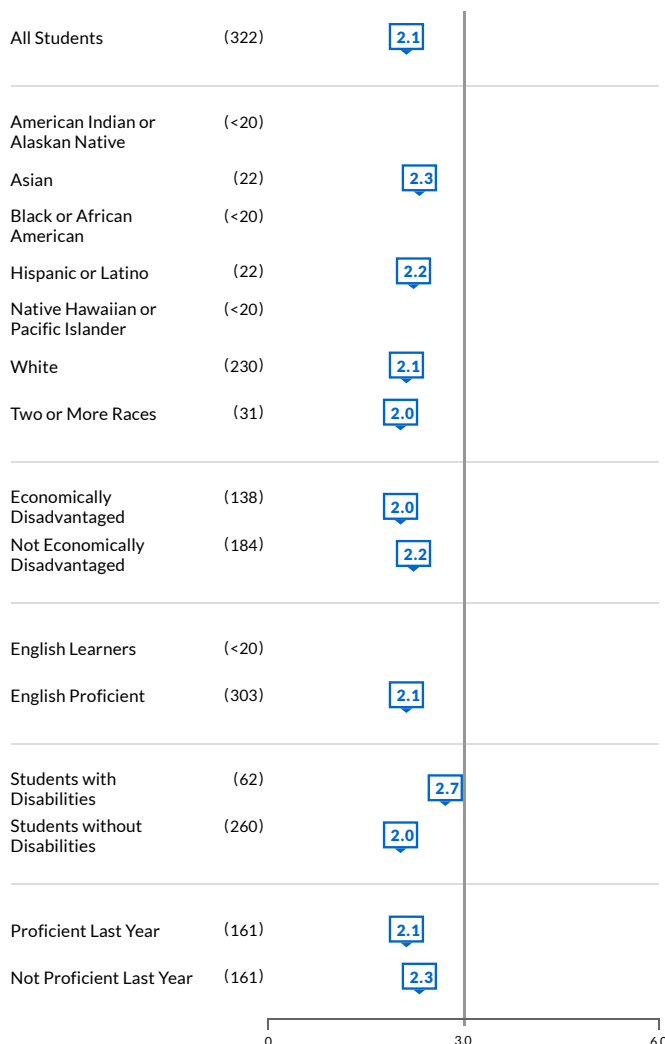 All Students (322) 2.1
American Indian or (<20)
Alaskan Native
Asian (22) 2.3
Black or African (<20)
American
Hispanic or Latino (22) 2.2
Native Hawaiian or (<20)
Pacific Islander
White (230) 2.1
Two or More Races (31) 2.0
Economically (138) 2.0
Disadvantaged
Not Economically (184) 2.2
Disadvantaged
English Learners (<20)
English Proficient (303) 2.1
Students with (62) 2.7
Disabilities
Students without (260) 2.0
Disabilities
Proficient Last Year (161) 2.1
Not Proficient Last Year (161) 2.3
0 3.0 6.0